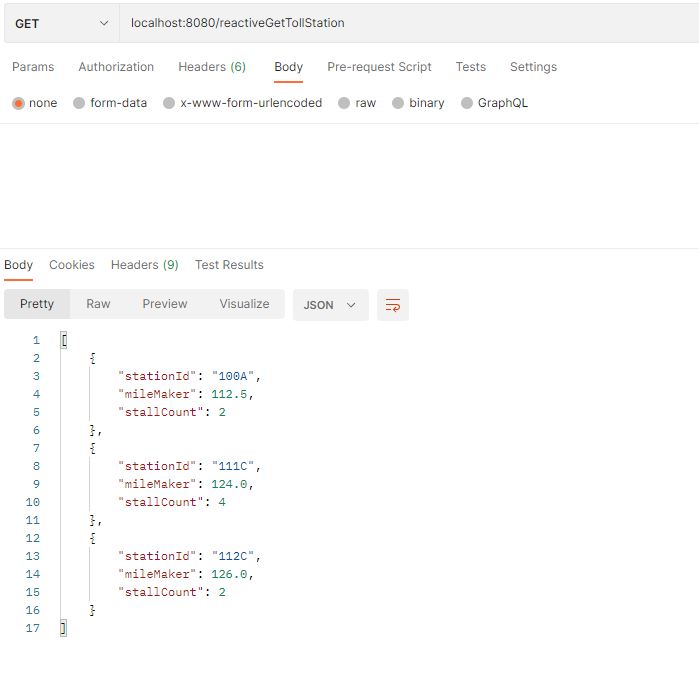 GET localhost:8080/reactiveGetTollStation
Params Authorization Headers (6) Body Pre-request Script Tests Settings
none form-data x-www-form-urlencoded raw binary GraphQL
Body Cookies Headers (9) Test Results
Pretty Raw Preview Visualize JSON
1 [
2 {
3 "stationId": "100A",
4 "mileMaker": 112.5,
5 "stallCount": 2
6 },
7 {
8 "stationId": "111C",
9 "mileMaker": 124.0,
10 "stallCount": 4
11 },
12 {
13 "stationId": "112C",
14 "mileMaker": 126.0,
15 "stallCount": 2
16 }
17 ]